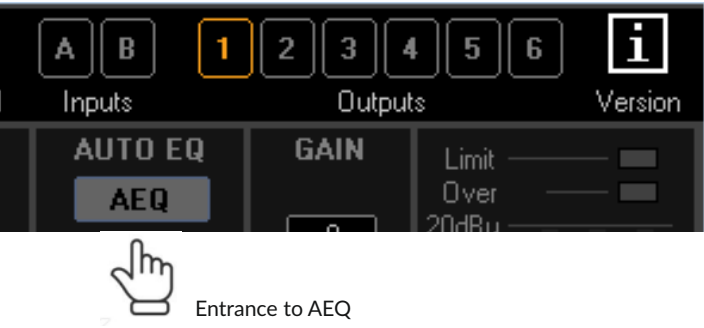 A B 1 2 3 4 5 6 i
Inputs Outputs Version
AUTO EQ GAIN Limit
AEQ Over
20dBu
Entrance to AEQ